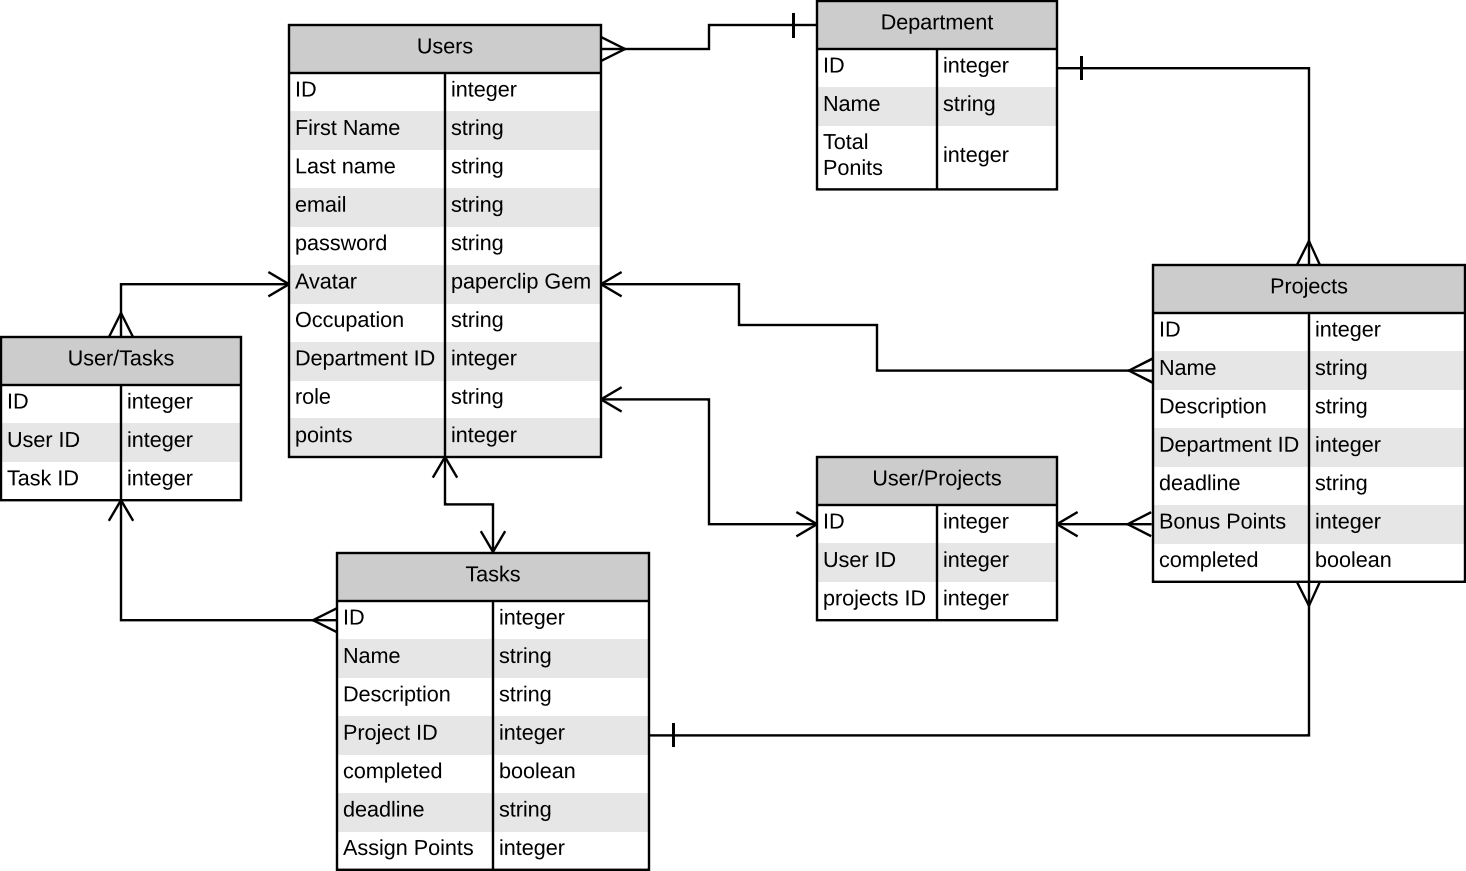 Users
ID integer
First Name string
Last name string
email string
password string
Avatar paperclip Gem
Occupation string
Department ID integer
role string
points integer
Department
ID integer
Name string
Total
Ponits integer
User/Tasks
ID integer
User ID integer
Task ID integer
Projects
ID integer
Name string
Description string
Department ID integer
deadline string
Bonus Points integer
completed boolean
User/Projects
ID integer
User ID integer
projects ID integer
Tasks
ID integer
Name string
Description string
Project ID integer
completed boolean
deadline string
Assign Points integer